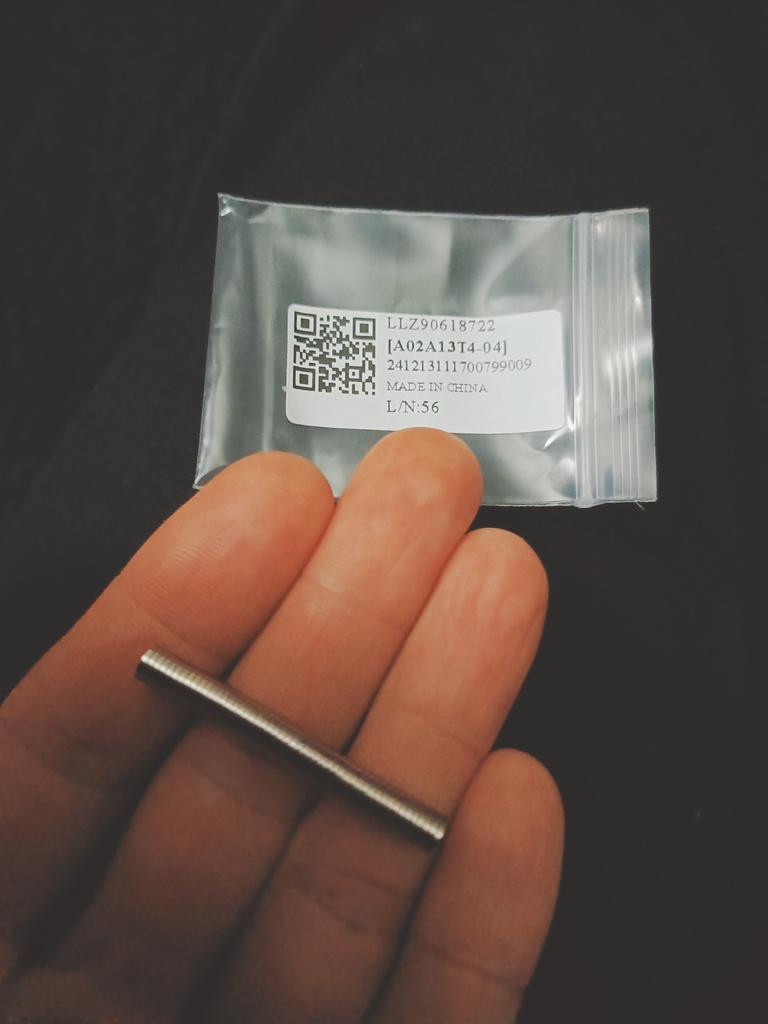 LLZ90618722
[A02A13T4-04]
241213111700799009
MADE IN CHINA
L/N:56